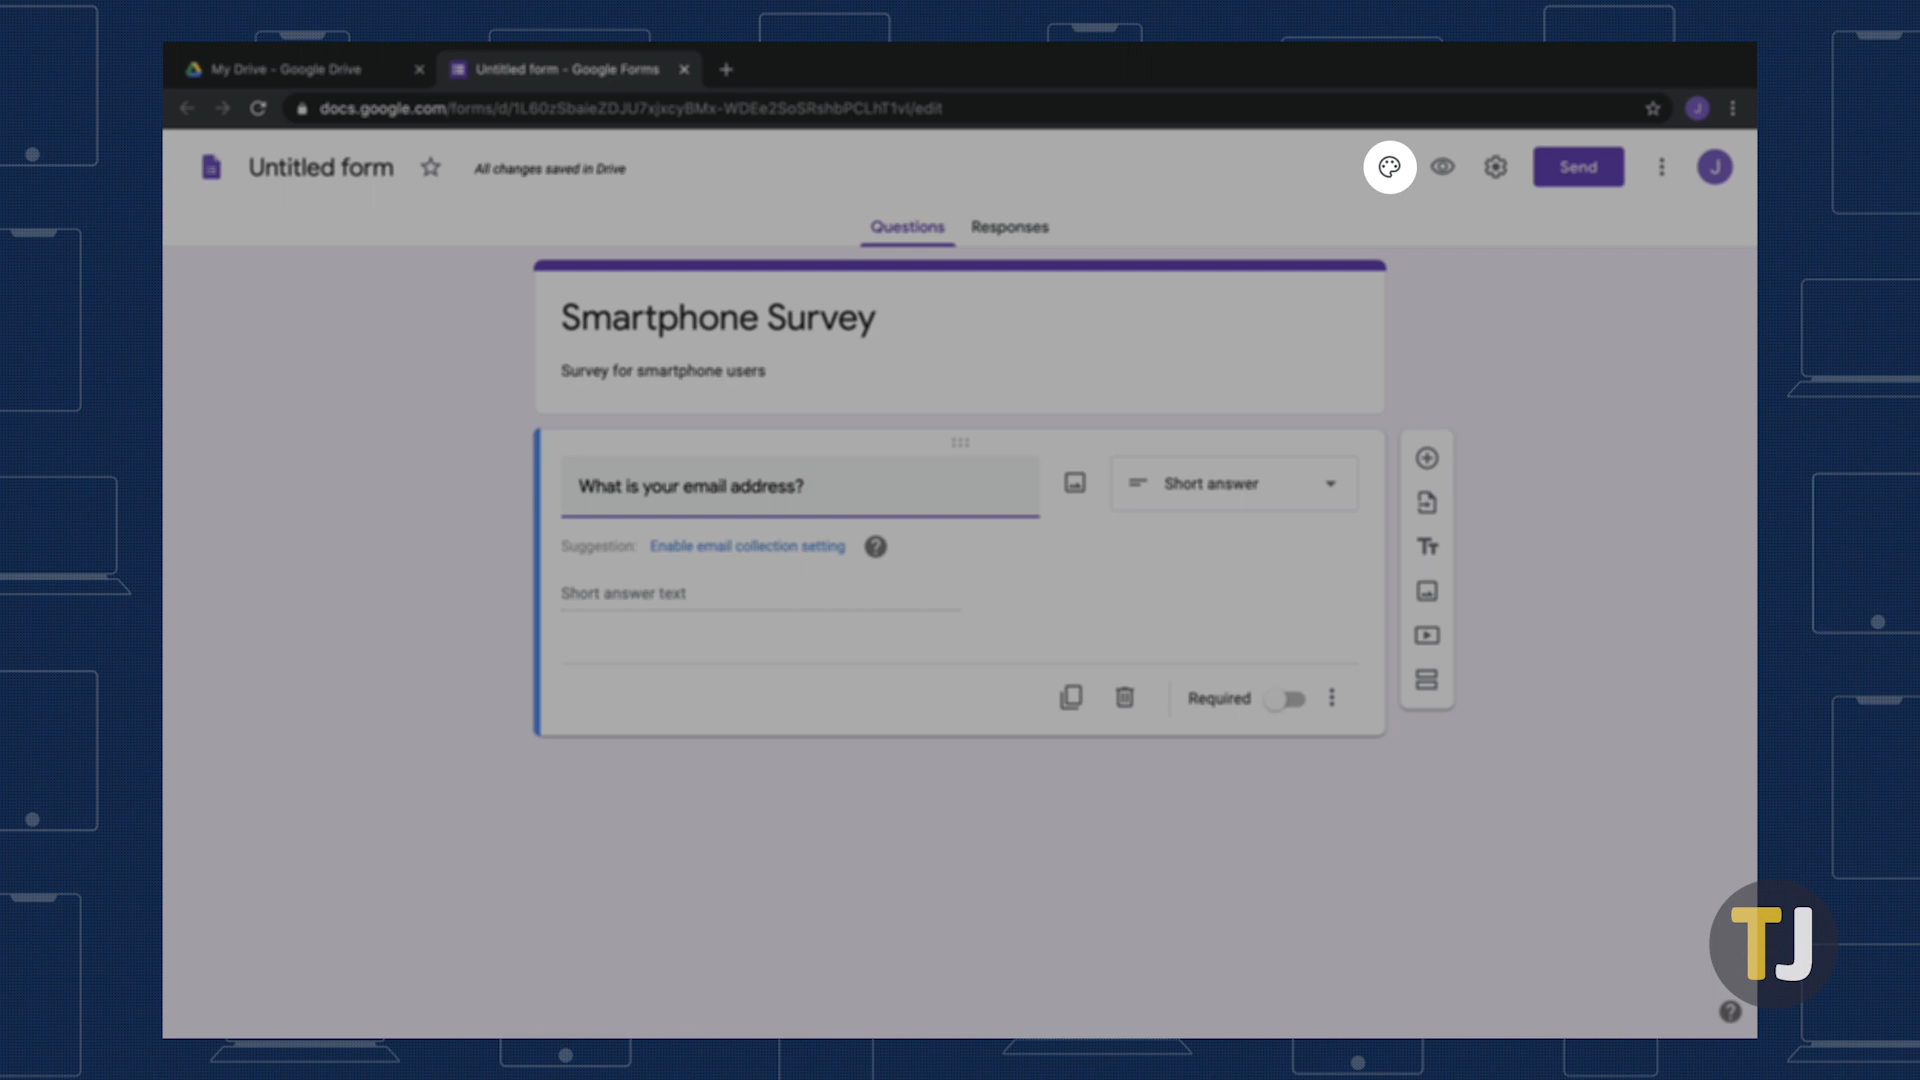 My Drive - Google Drive
Untitled form - Google Forms
docs.google.com/forms/d/1L60zSbaieZDJU7xjxcyBMx-WDEe2SoSRshbPCLhT1vI/edit
J
Untitled form
All changes saved in Drive
Send
J
Questions
Responses
Smartphone Survey
Survey for smartphone users
What is your email address?
Short answer
Suggestion: Enable email collection setting
Short answer text
Required
TJ